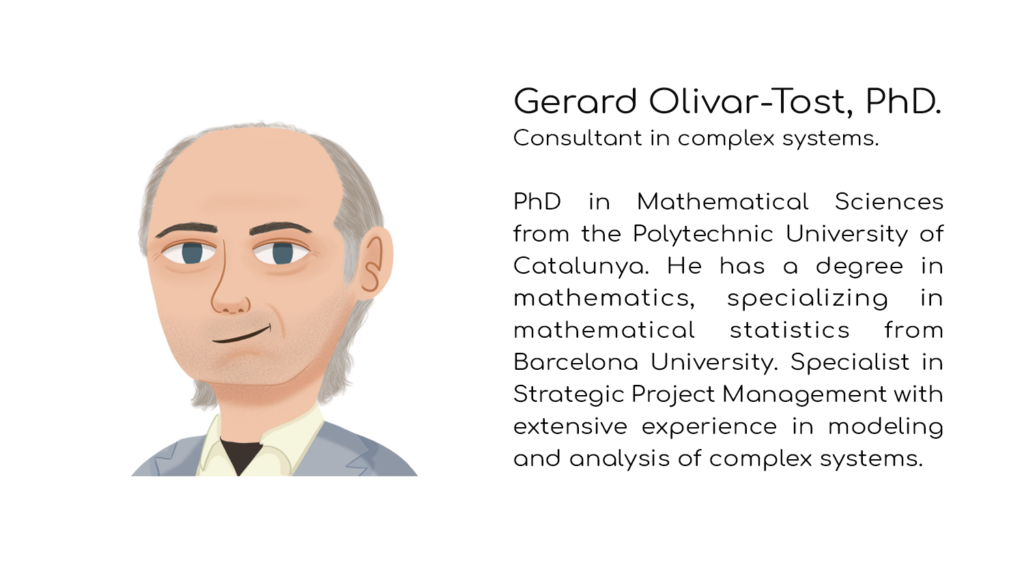 Gerard Olivar-Tost, PhD.
Consultant in complex systems.
PhD in Mathematical Sciences
from the Polytechnic University of
Catalunya. He has a degree in
mathematics, specializing in
mathematical statistics from
Barcelona University. Specialist in
Strategic Project Management with
extensive experience in modeling
and analysis of complex systems.